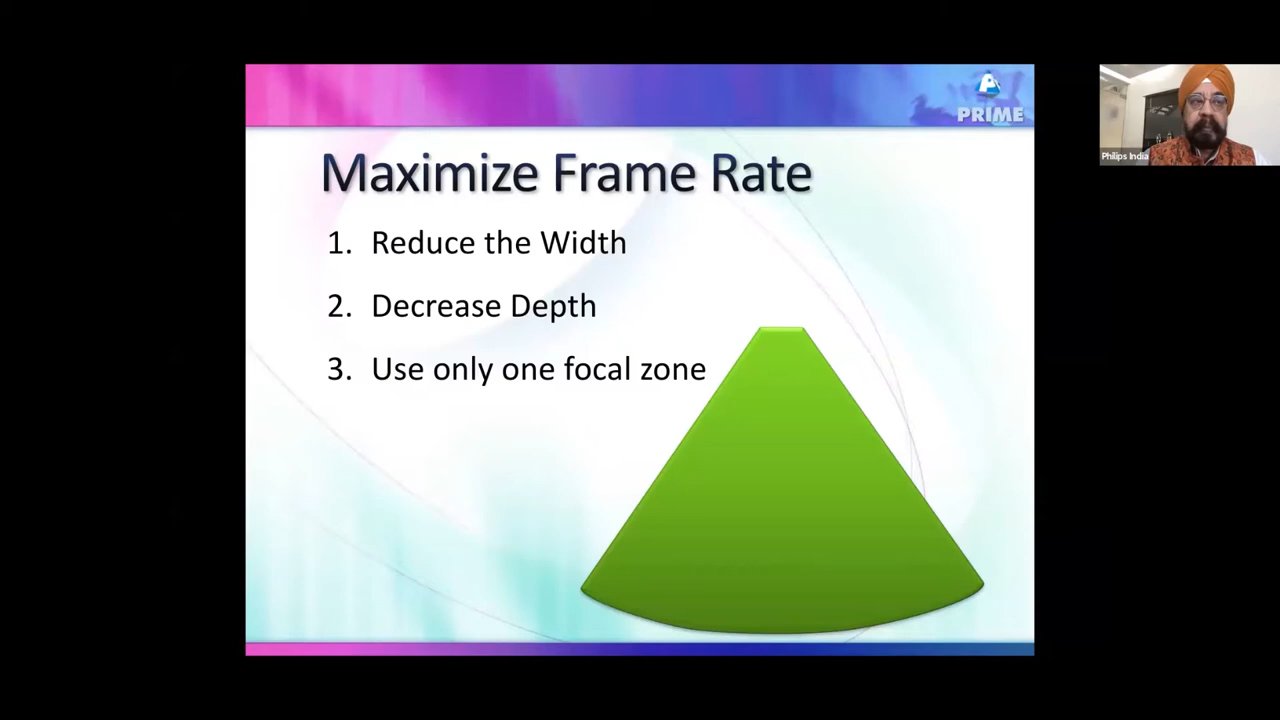 PRIME
Philips India
Maximize Frame Rate
1. Reduce the Width
2. Decrease Depth
3. Use only one focal zone